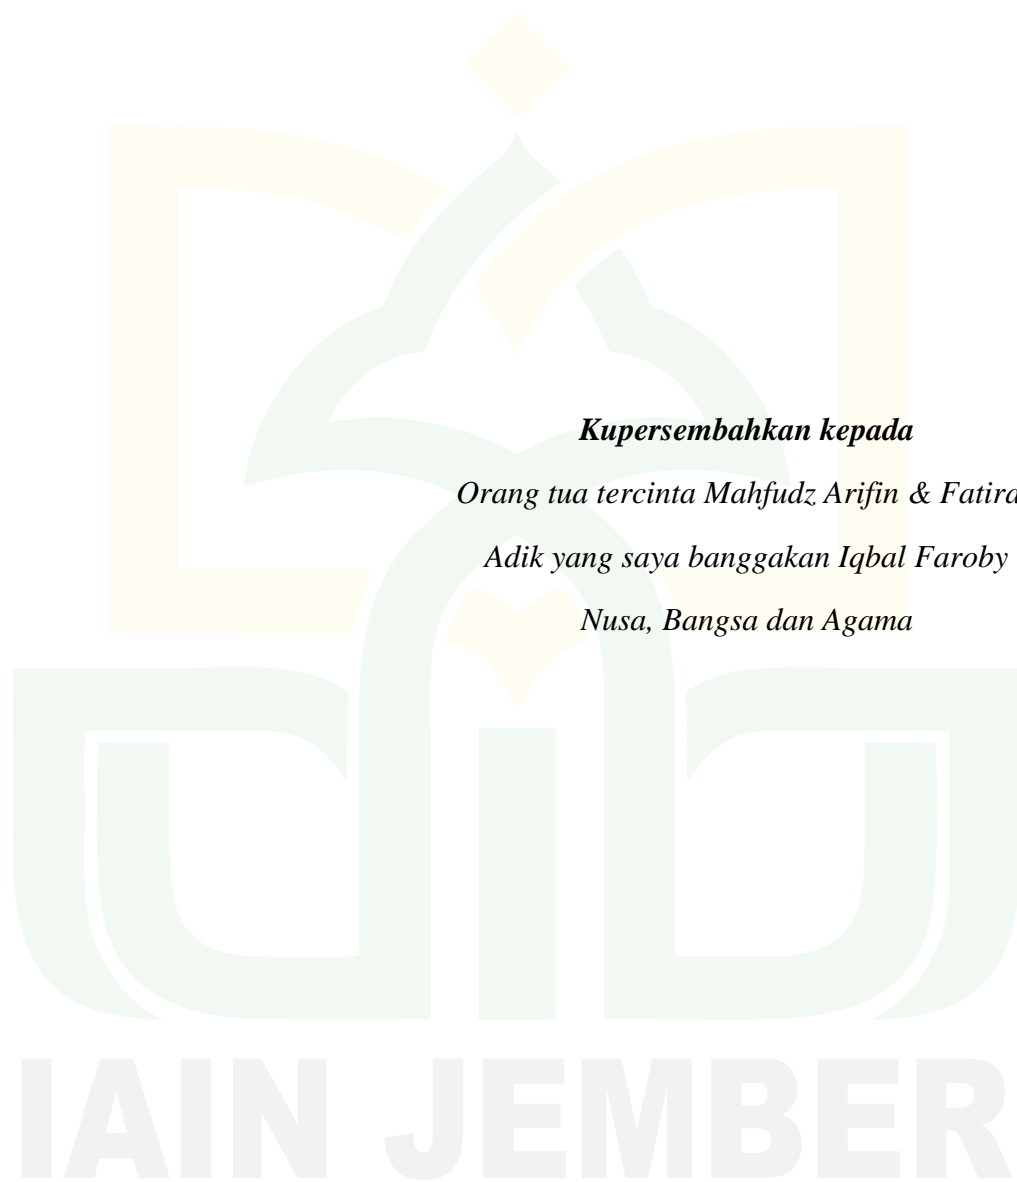 Kupersembahkan kepada
Orang tua tercinta Mahfudz Arifin &
Adik yang saya banggakan Iqbal Faroby
Nusa, Bangsa dan Agama
IAIN JEMBER